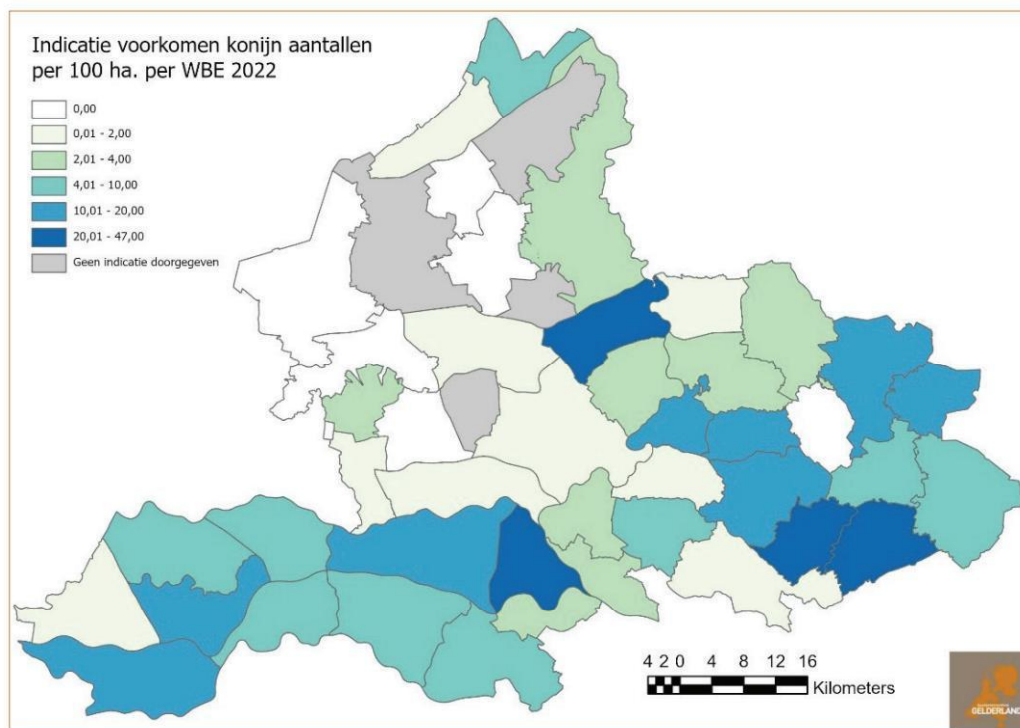 Indicatie voorkomen konijn aantallen
per 100 ha. per WBE 2022
0,00
0,01 - 2,00
2,01 - 4,00
4,01 - 10,00
10,01 - 20,00
20,01 - 47,00
Geen indicatie doorgegeven
4 2 0 4 8 12 16
Kilometers
GELDERLAND